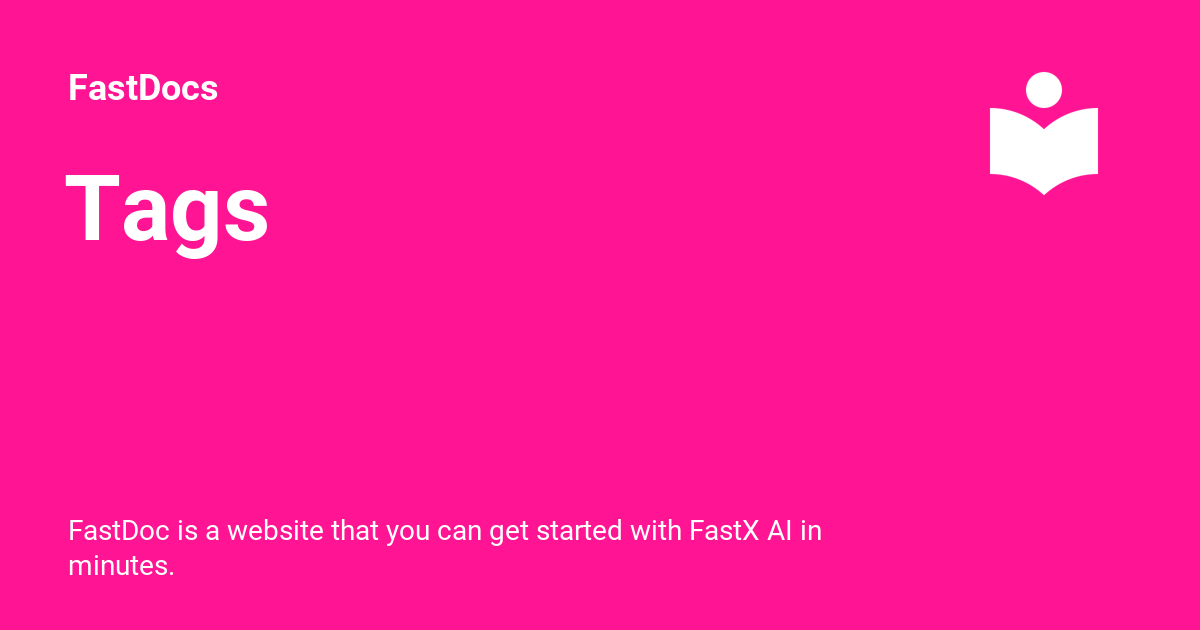 FastDocs
Tags
FastDoc is a website that you can get started with FastX AI in
minutes.